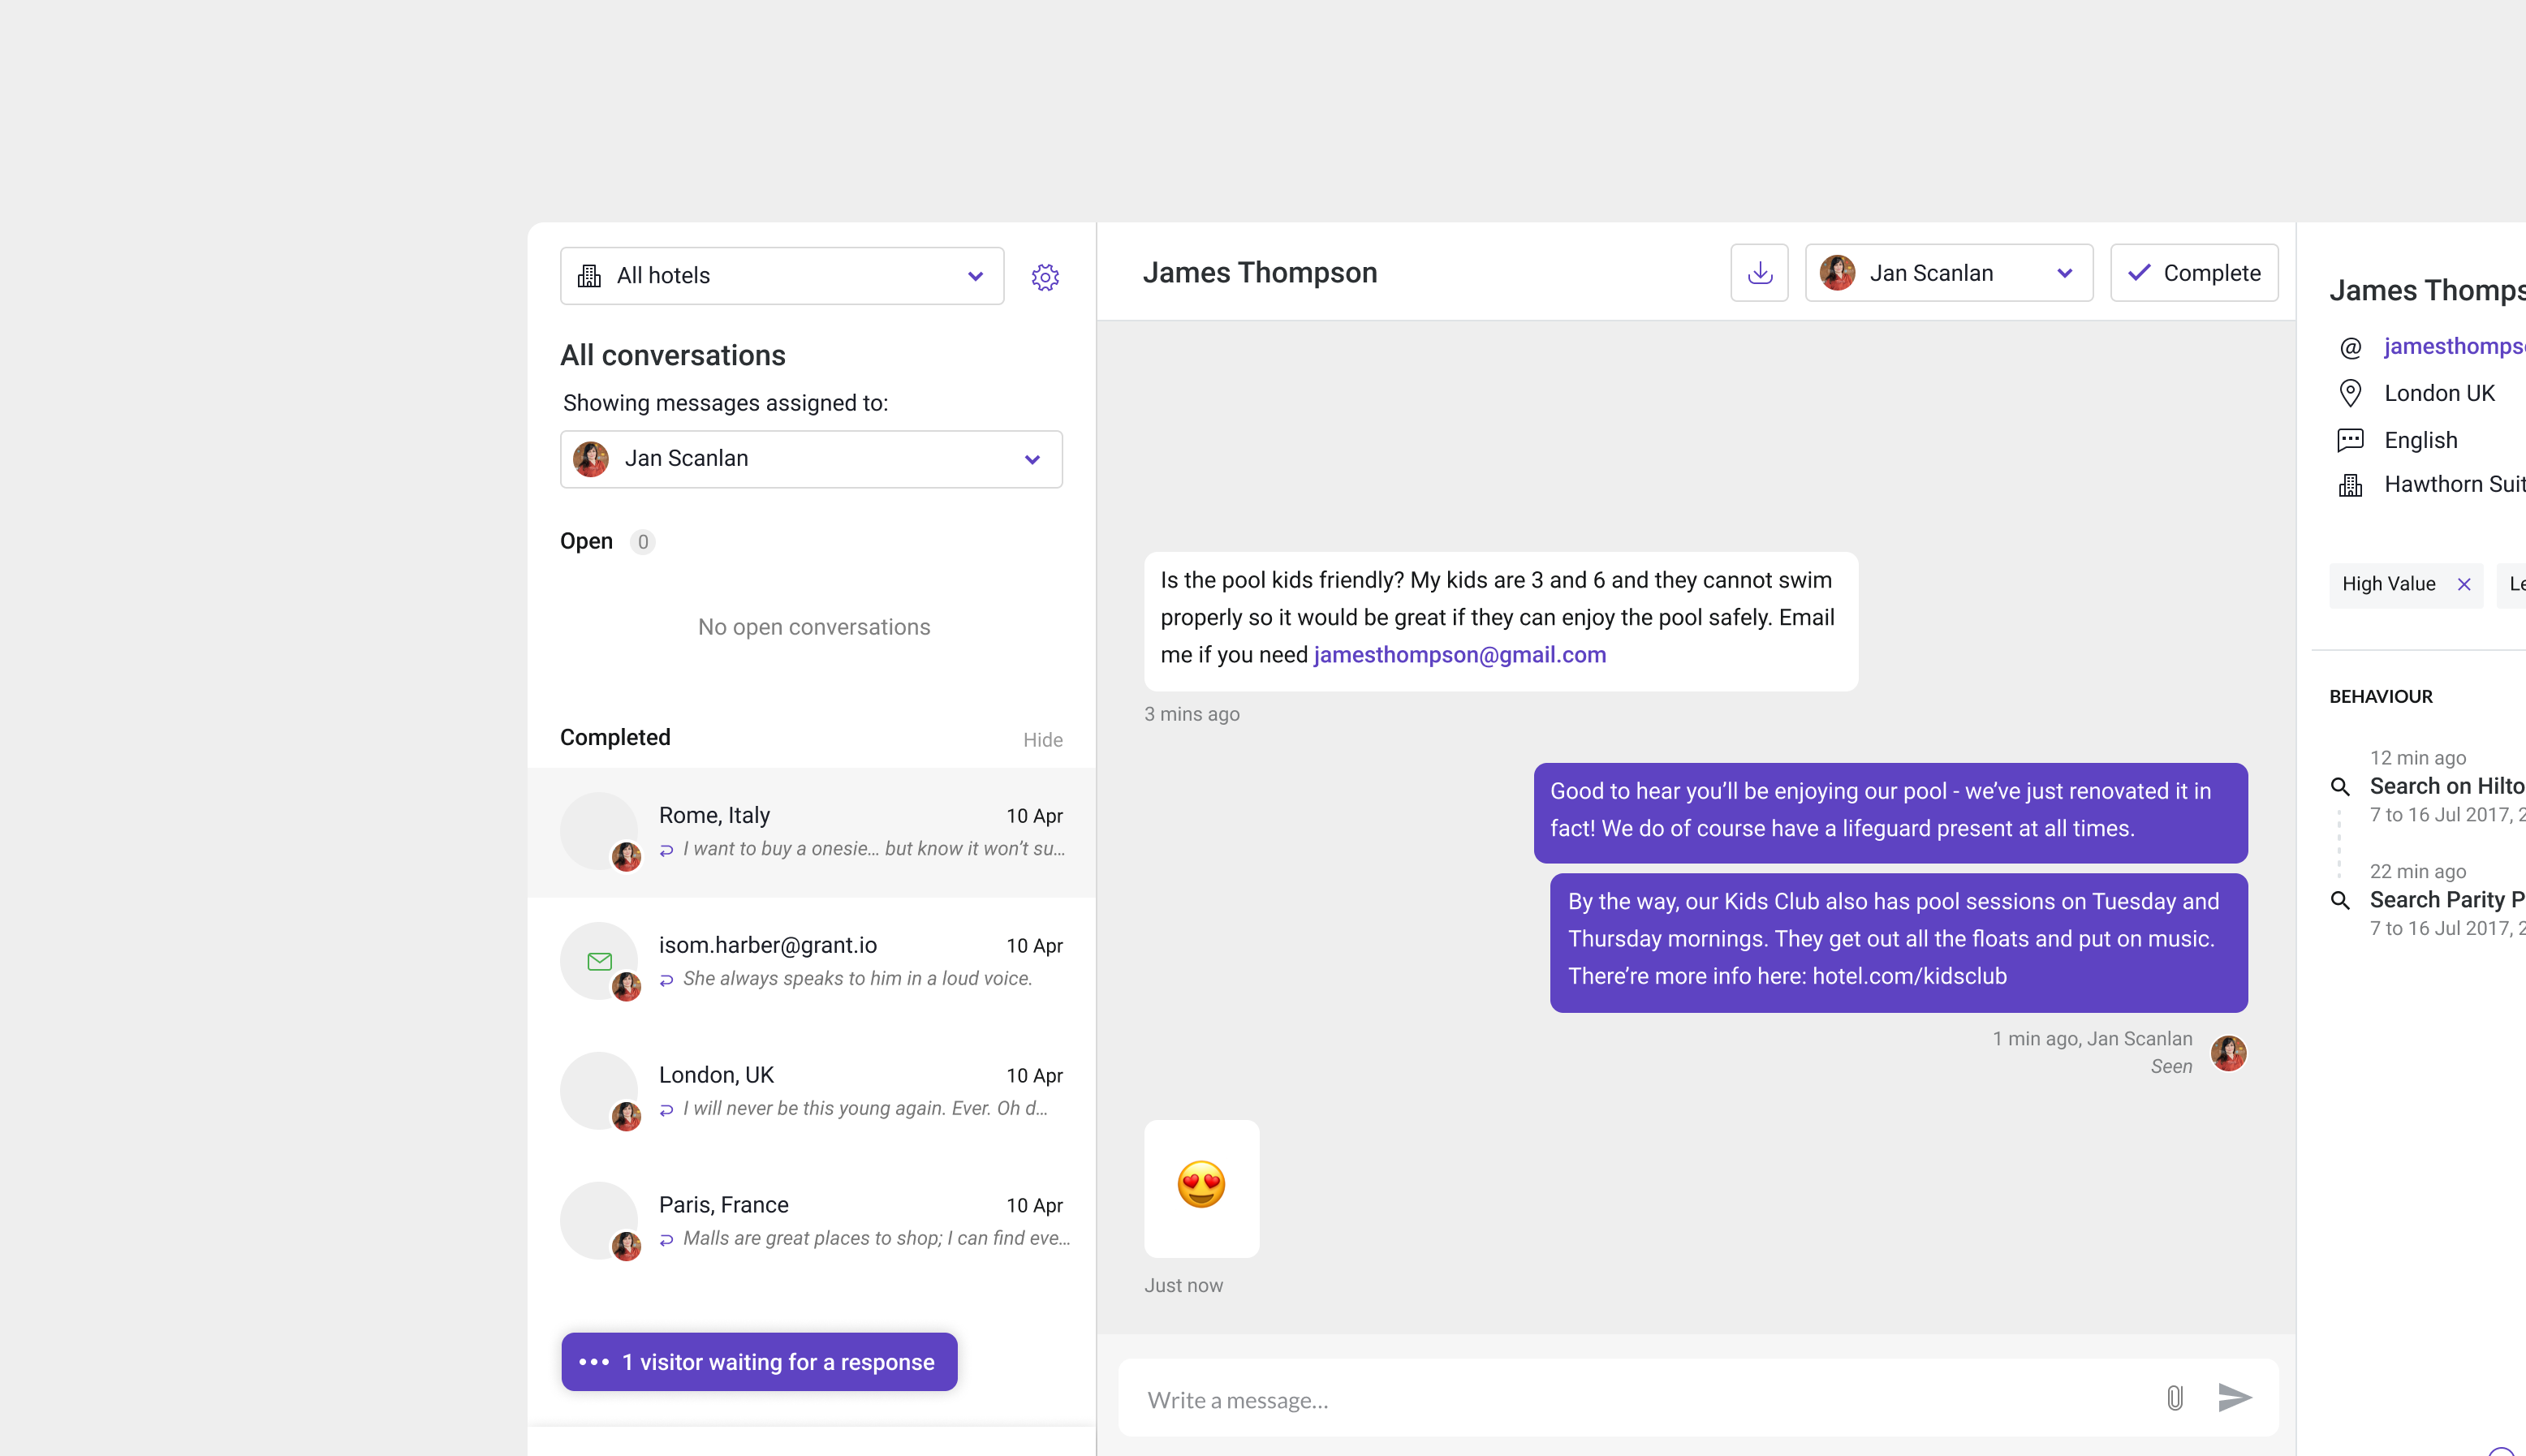 All hotels
All conversations
Showing messages assigned to:
Jan Scanlan
Open 0
No open conversations
Completed Hide
Rome, Italy 10 Apr
I want to buy a onesie… but know it won’t su…
isom.harber@grant.io 10 Apr
She always speaks to him in a loud voice.
London, UK 10 Apr
I will never be this young again. Ever. Oh d…
Paris, France 10 Apr
Malls are great places to shop; I can find eve…
1 visitor waiting for a response
James Thompson
Jan Scanlan
Complete
Is the pool kids friendly? My kids are 3 and 6 and they cannot swim
properly so it would be great if they can enjoy the pool safely. Email
me if you need jamesthompson@gmail.com
3 mins ago
Good to hear you’ll be enjoying our pool - we’ve just renovated it in
fact! We do of course have a lifeguard present at all times.
By the way, our Kids Club also has pool sessions on Tuesday and
Thursday mornings. They get out all the floats and put on music.
There’re more info here: hotel.com/kidsclub
1 min ago, Jan Scanlan
Seen
Just now
Write a message...
James Thomps
@ jamesthomps
London UK
English
Hawthorn Suit
High Value Le
BEHAVIOUR
12 min ago
Search on Hilto
7 to 16 Jul 2017, 2
22 min ago
Search Parity P
7 to 16 Jul 2017, 2